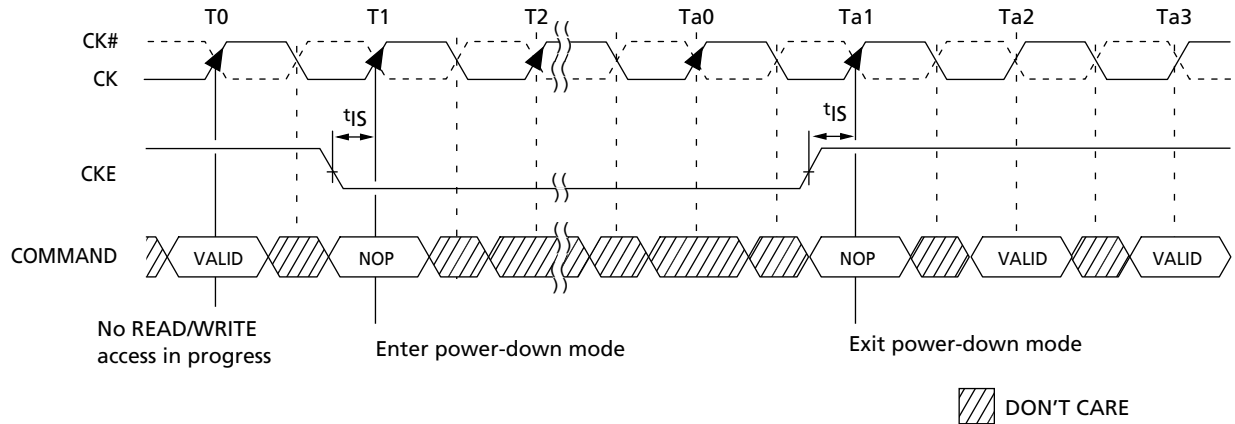 T0 T1 T2 Ta0 Ta1 Ta2 Ta3
CK#
CK
tIS tIS
CKE
COMMAND VALID NOP NOP VALID VALID
No READ/WRITE
access in progress
Enter power-down mode
Exit power-down mode
DON'T CARE